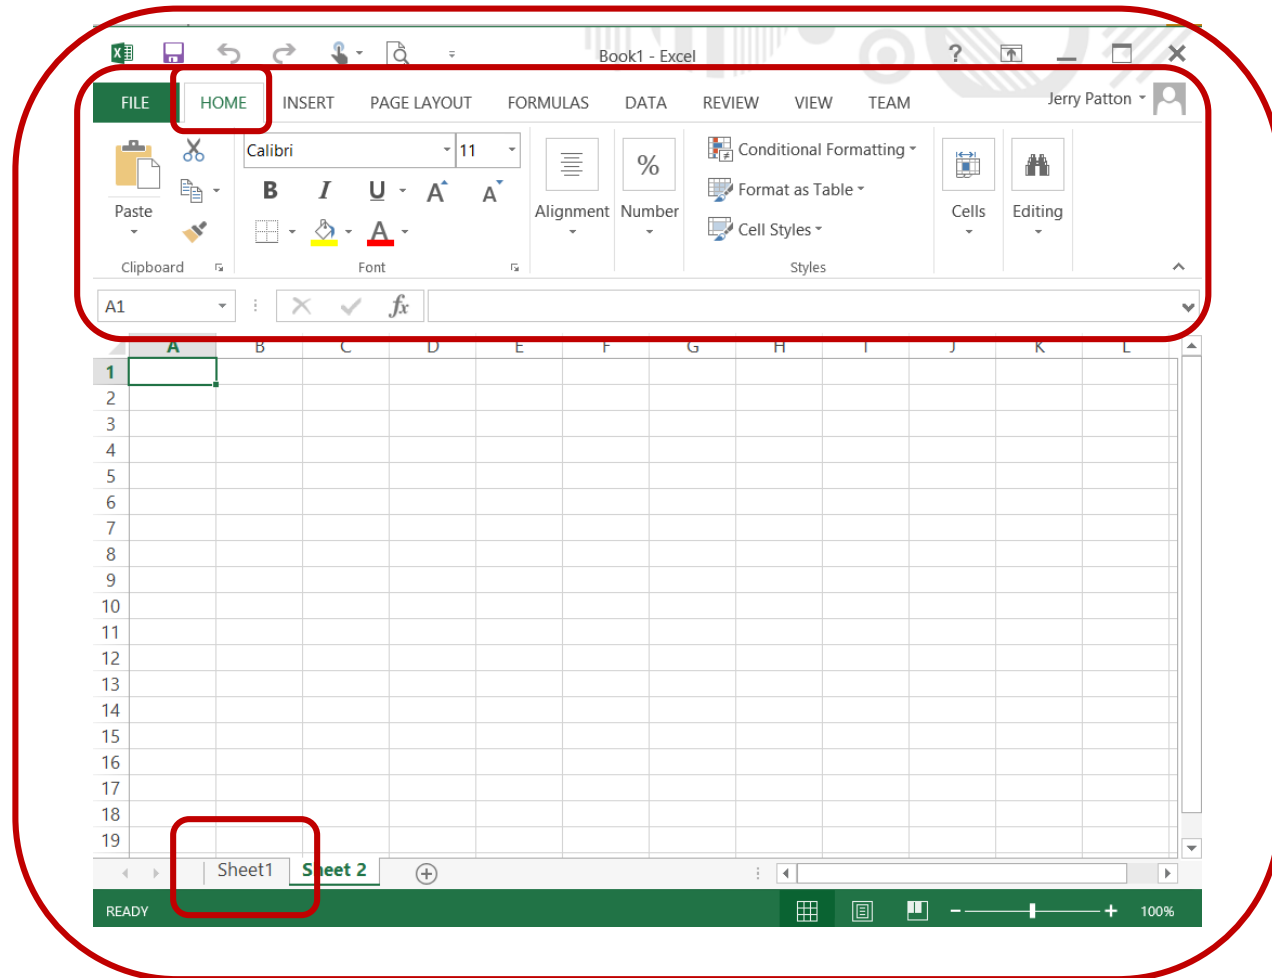 Book1 - Excel ?
FILE HOME INSERT PAGE LAYOUT FORMULAS DATA REVIEW VIEW TEAM Jerry Patton
Calibri 11 % Conditional Formatting
B I U A A Format as Table
Paste Alignment Number Cells Editing
A Cell Styles
Clipboard Font Styles
A1 fx
A B C D E F G H I J K L
1
2
3
4
5
6
7
8
9
10
11
12
13
14
15
16
17
18
19
Sheet1 Sheet 2
READY 100%